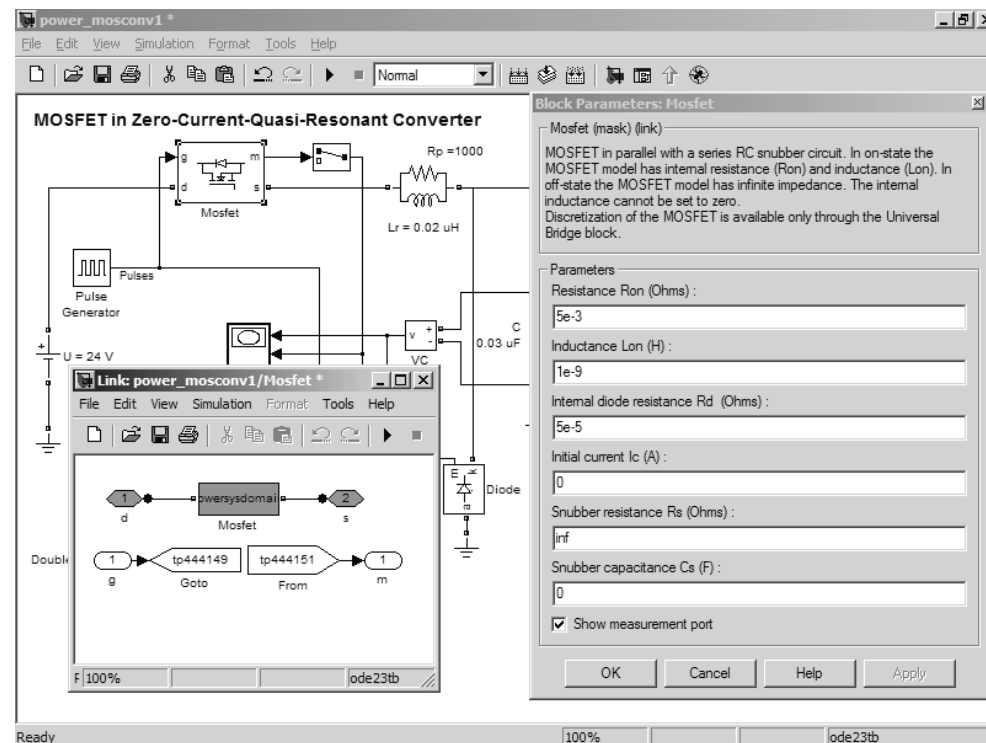 power_mosconv1 *
File Edit View Simulation Format Tools Help
Normal
MOSFET in Zero-Current-Quasi-Resonant Converter
g
m
d
s
Mosfet
Rp =1000
Lr = 0.02 uH
Pulses
Pulse
Generator
+
U = 24 V
v
+
-
VC
C
0.03 uF
m
k
a
Diode
Double
Link: power_mosconv1/Mosfet *
File Edit View Simulation Format Tools Help
1
d
owersysdomai
Mosfet
2
s
1
g
tp444149
Goto
tp444151
From
1
m
F 100% ode23tb
Block Parameters: Mosfet
Mosfet (mask) (link)
MOSFET in parallel with a series RC snubber circuit. In on-state the
MOSFET model has internal resistance (Ron) and inductance (Lon). In
off-state the MOSFET model has infinite impedance. The internal
inductance cannot be set to zero.
Discretization of the MOSFET is available only through the Universal
Bridge block.
Parameters
Resistance Ron (Ohms) :
5e-3
Inductance Lon (H) :
1e-9
Internal diode resistance Rd (Ohms) :
5e-5
Initial current Ic (A) :
0
Snubber resistance Rs (Ohms) :
inf
Snubber capacitance Cs (F) :
0
Show measurement port
OK Cancel Help Apply
Ready 100% ode23tb